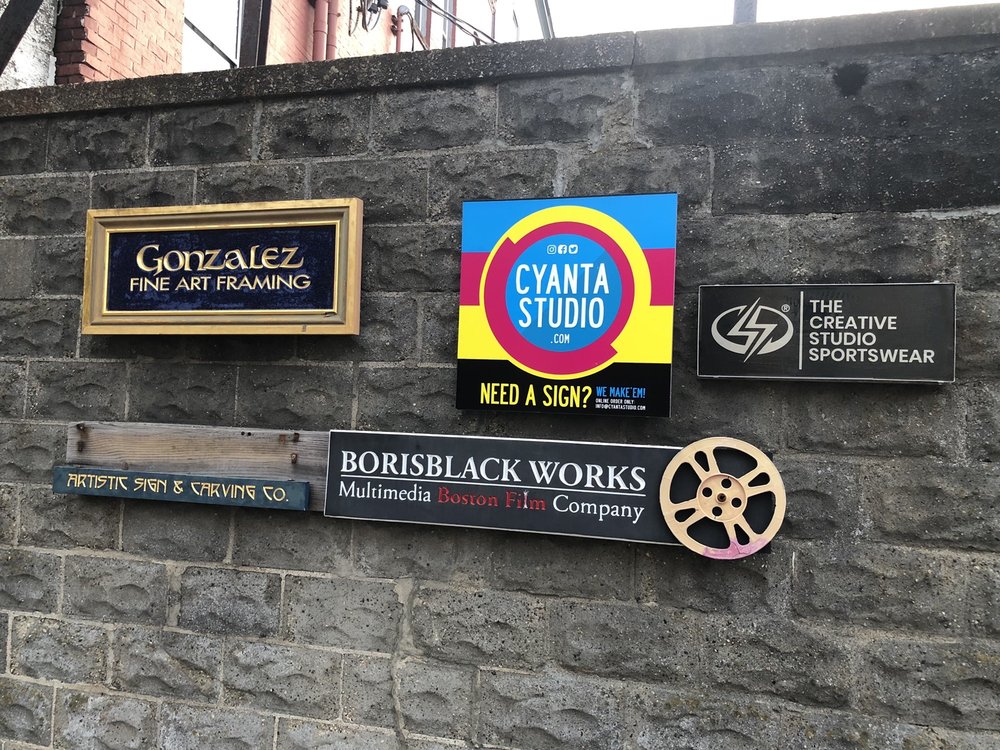 GONZALEZ
FINE ART FRAMING
CYANTA
STUDIO
.COM
NEED A SIGN?
WE MAKE'EM!
ONLINE ORDER ONLY
INFO@CYANTASTUDIO.COM
®
THE
CREATIVE
STUDIO
SPORTSWEAR
ARTISTIC SIGN & CARVING CO.
BORISBLACK WORKS
Multimedia Boston Film Company